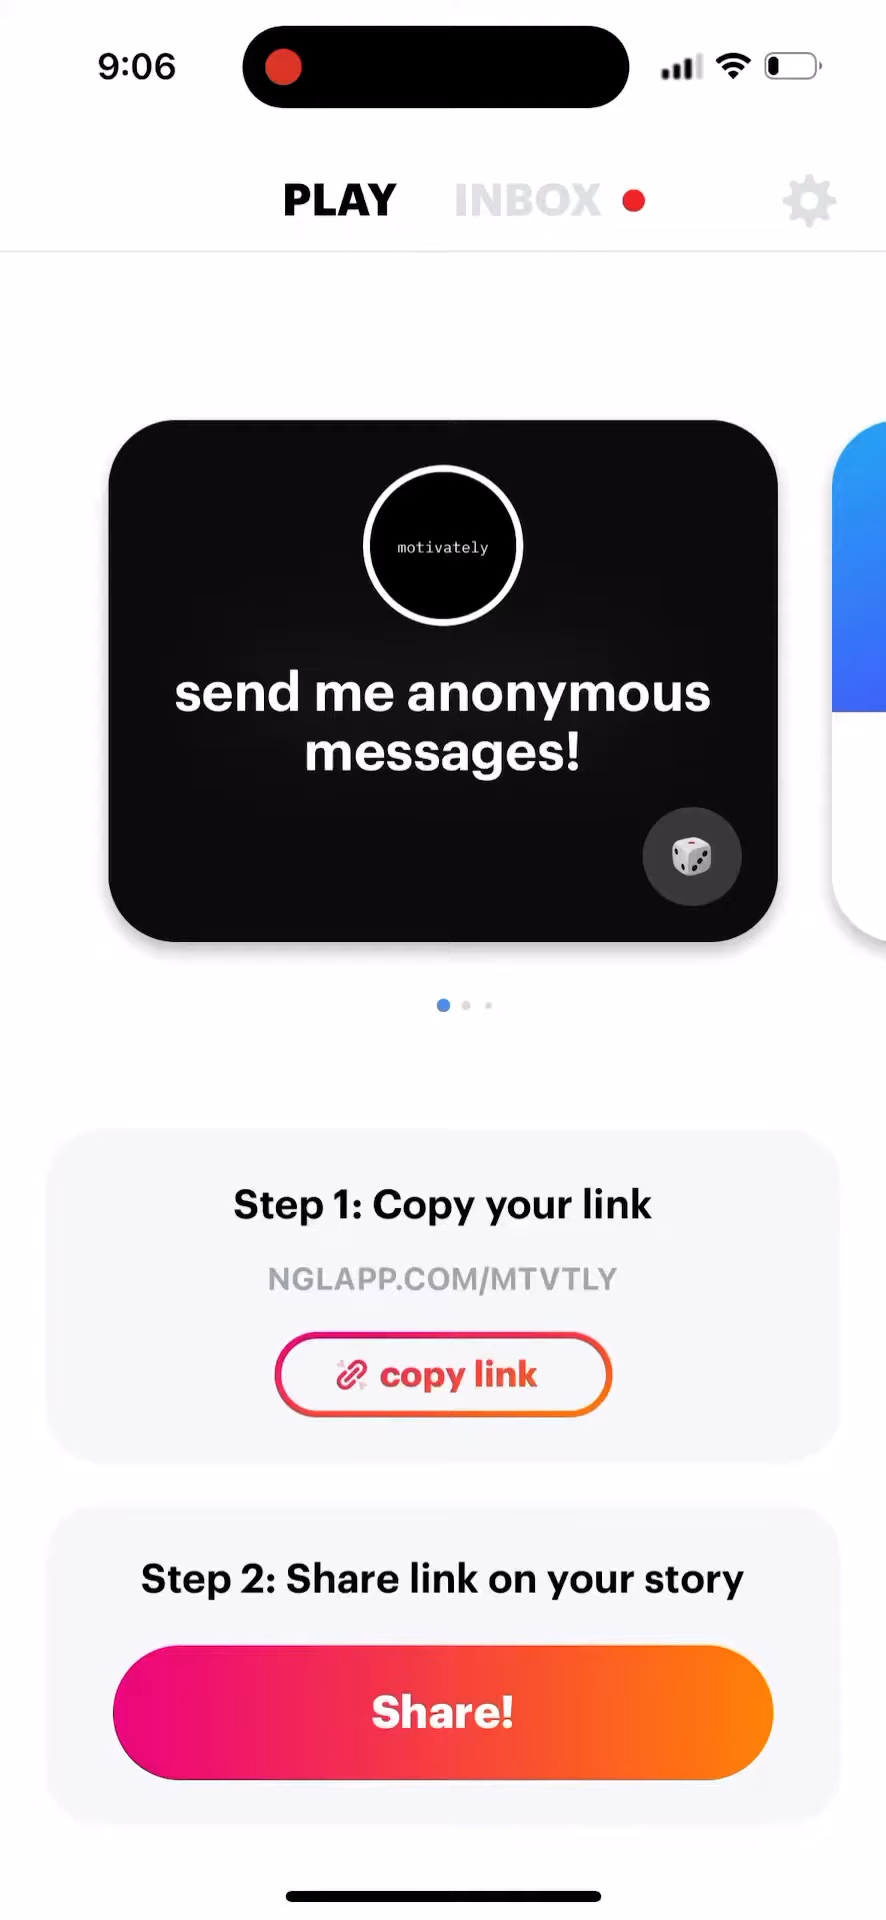 9:06
PLAY INBOX
motivately
send me anonymous
messages!
Step 1: Copy your link
NGLAPP.COM/MTVTLY
copy link
Step 2: Share link on your story
Share!